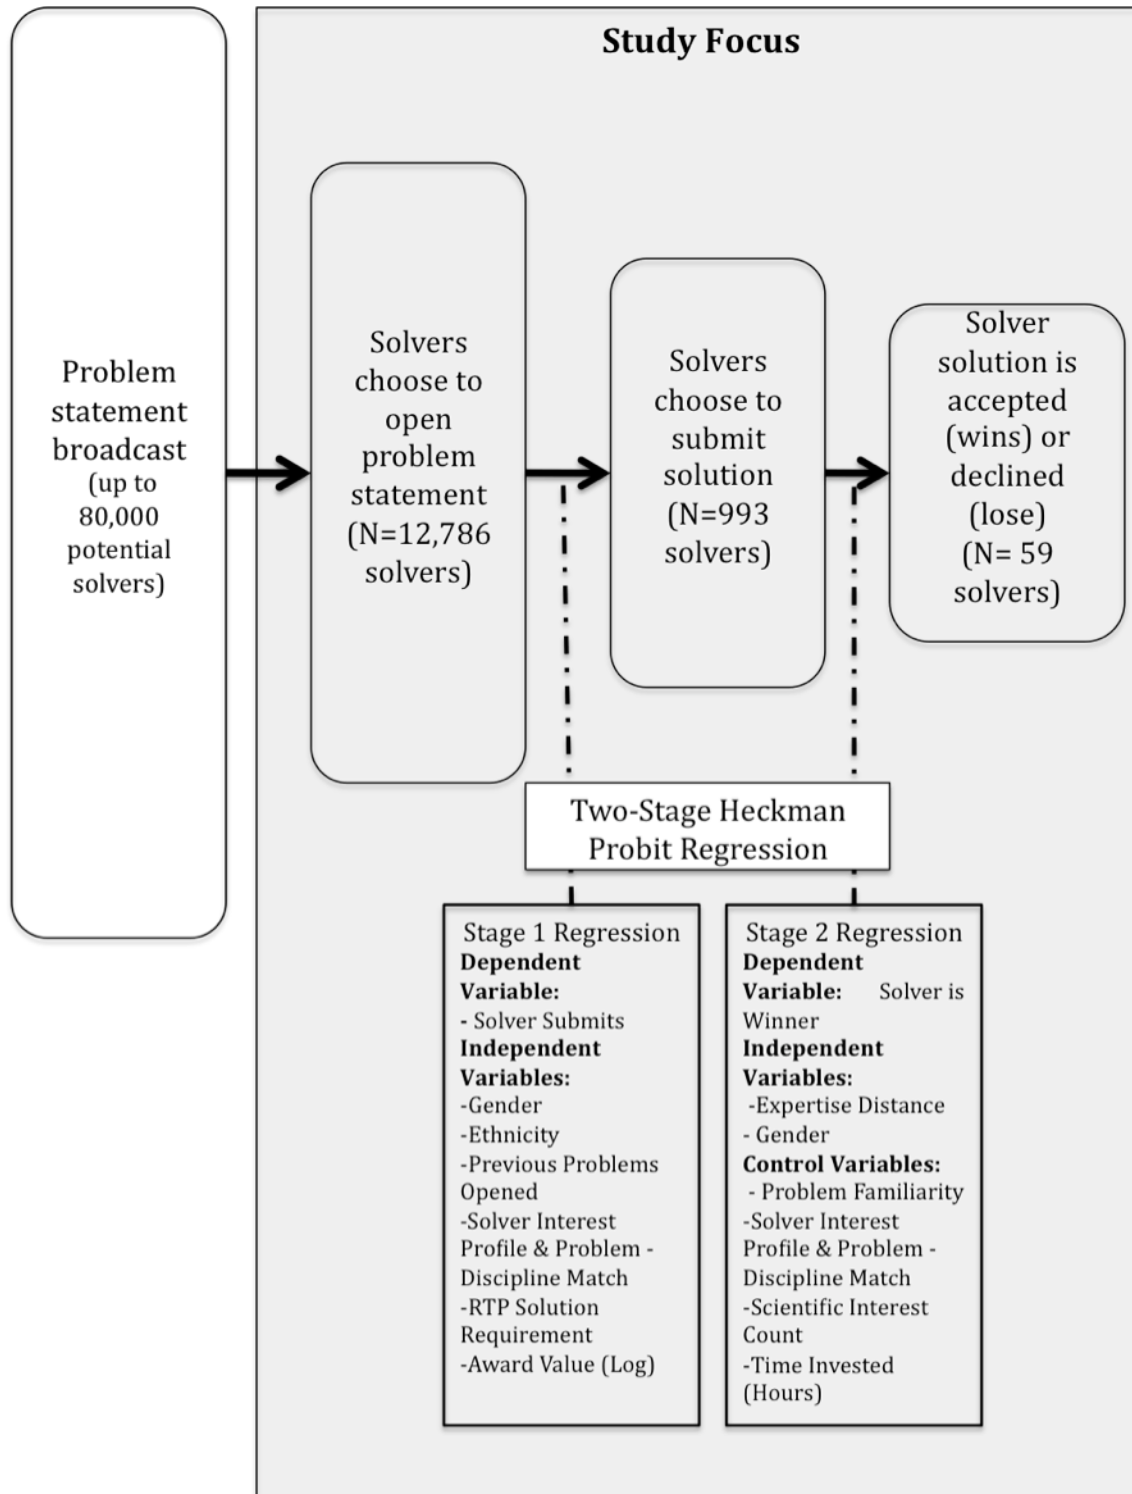 Study Focus
Problem
statement
broadcast
(up to
80,000
potential
solvers)
Solvers
choose to
open
problem
statement
(N=12,786
solvers)
Solvers
choose to
submit
solution
(N=993
solvers)
Solver
solution is
accepted
(wins) or
declined
(lose)
(N= 59
solvers)
Two-Stage Heckman
Probit Regression
Stage 1 Regression
Dependent
Variable:
- Solver Submits
Independent
Variables:
-Gender
-Ethnicity
-Previous Problems
Opened
-Solver Interest
Profile & Problem -
Discipline Match
-RTP Solution
Requirement
-Award Value (Log)
Stage 2 Regression
Dependent
Variable: Solver is
Winner
Independent
Variables:
-Expertise Distance
- Gender
Control Variables:
- Problem Familiarity
-Solver Interest
Profile & Problem -
Discipline Match
-Scientific Interest
Count
-Time Invested
(Hours)